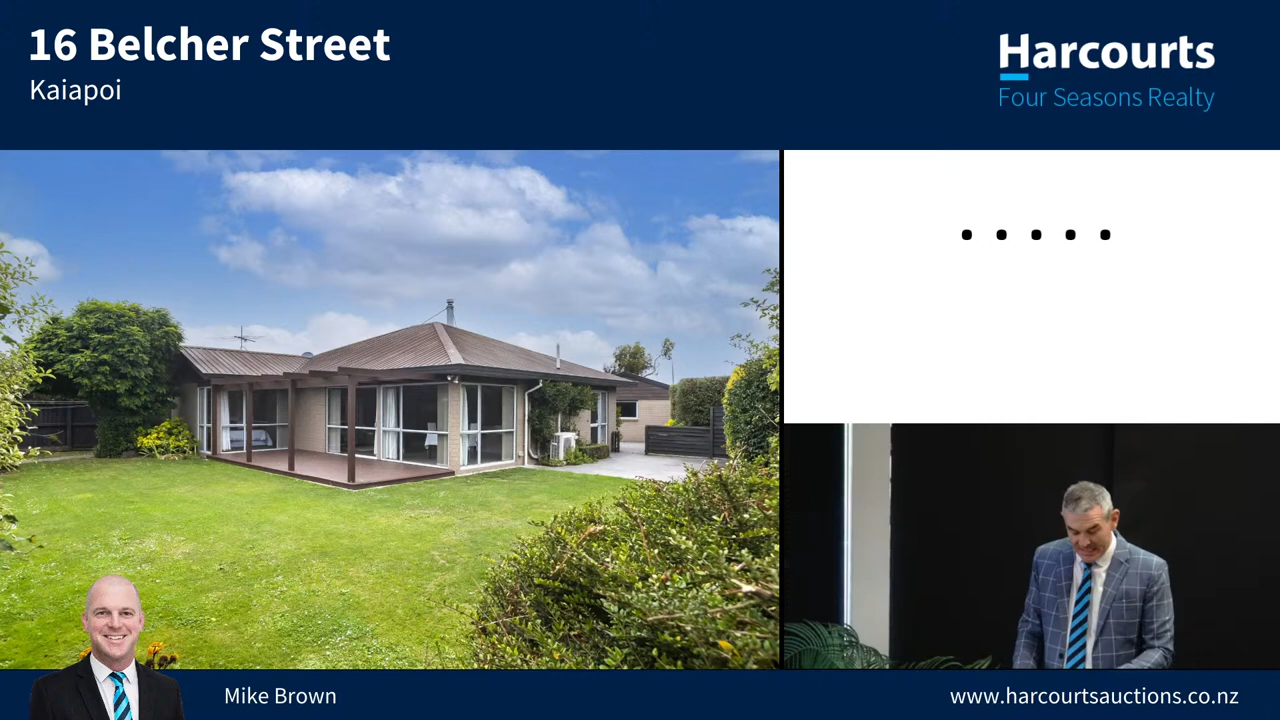 16 Belcher Street
Kaiapoi
Harcourts
Four Seasons Realty
. . . . .
Mike Brown
www.harcourtsauctions.co.nz